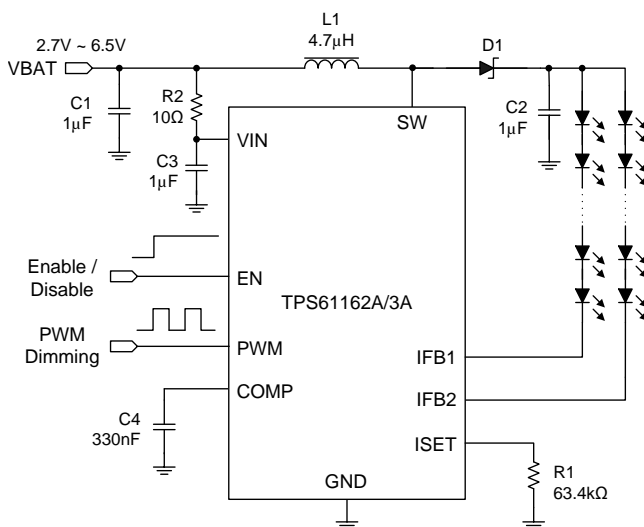 L1
4.7μH
2.7V ~ 6.5V
VBAT
D1
C1
1μF
R2
10Ω
C2
1μF
SW
VIN
C3
1μF
Enable /
Disable
EN
TPS61162A/3A
PWM
Dimming
PWM
IFB1
COMP
IFB2
C4
330nF
ISET
GND
R1
63.4kΩ